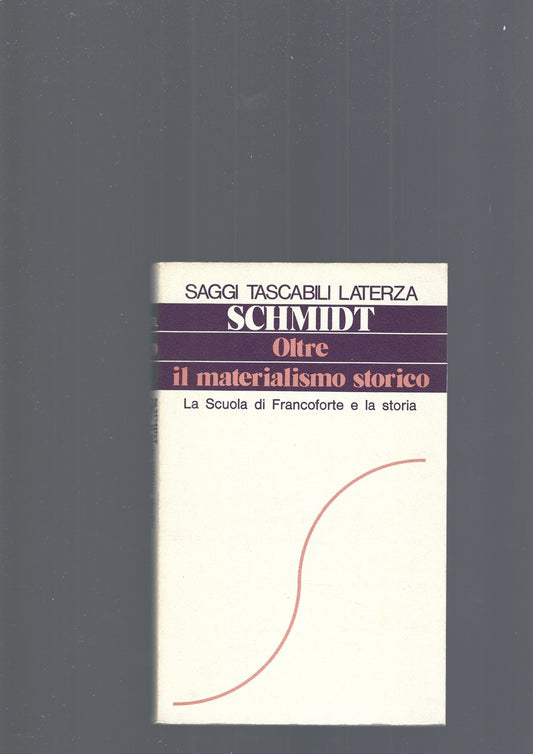 SAGGI TASCABILI LATERZA
SCHMIDT
Oltre
il materialismo storico
La Scuola di Francoforte e la storia